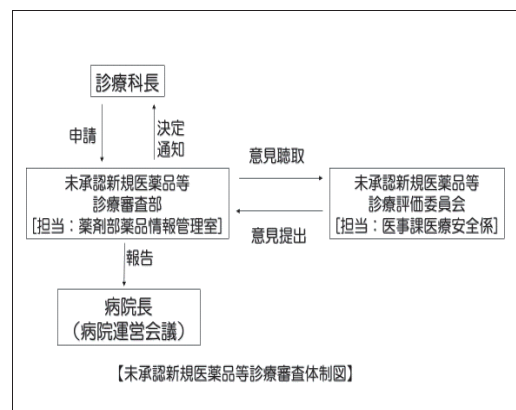 診療科長
申請
決定
通知
意見聴取
未承認新規医薬品等
診療審査部
[担当：薬剤部薬品情報管理室]
未承認新規医薬品等
診療評価委員会
[担当：医事課医療安全係]
意見提出
報告
病院長
（病院運営会議）
【未承認新規医薬品等診療審査体制図】